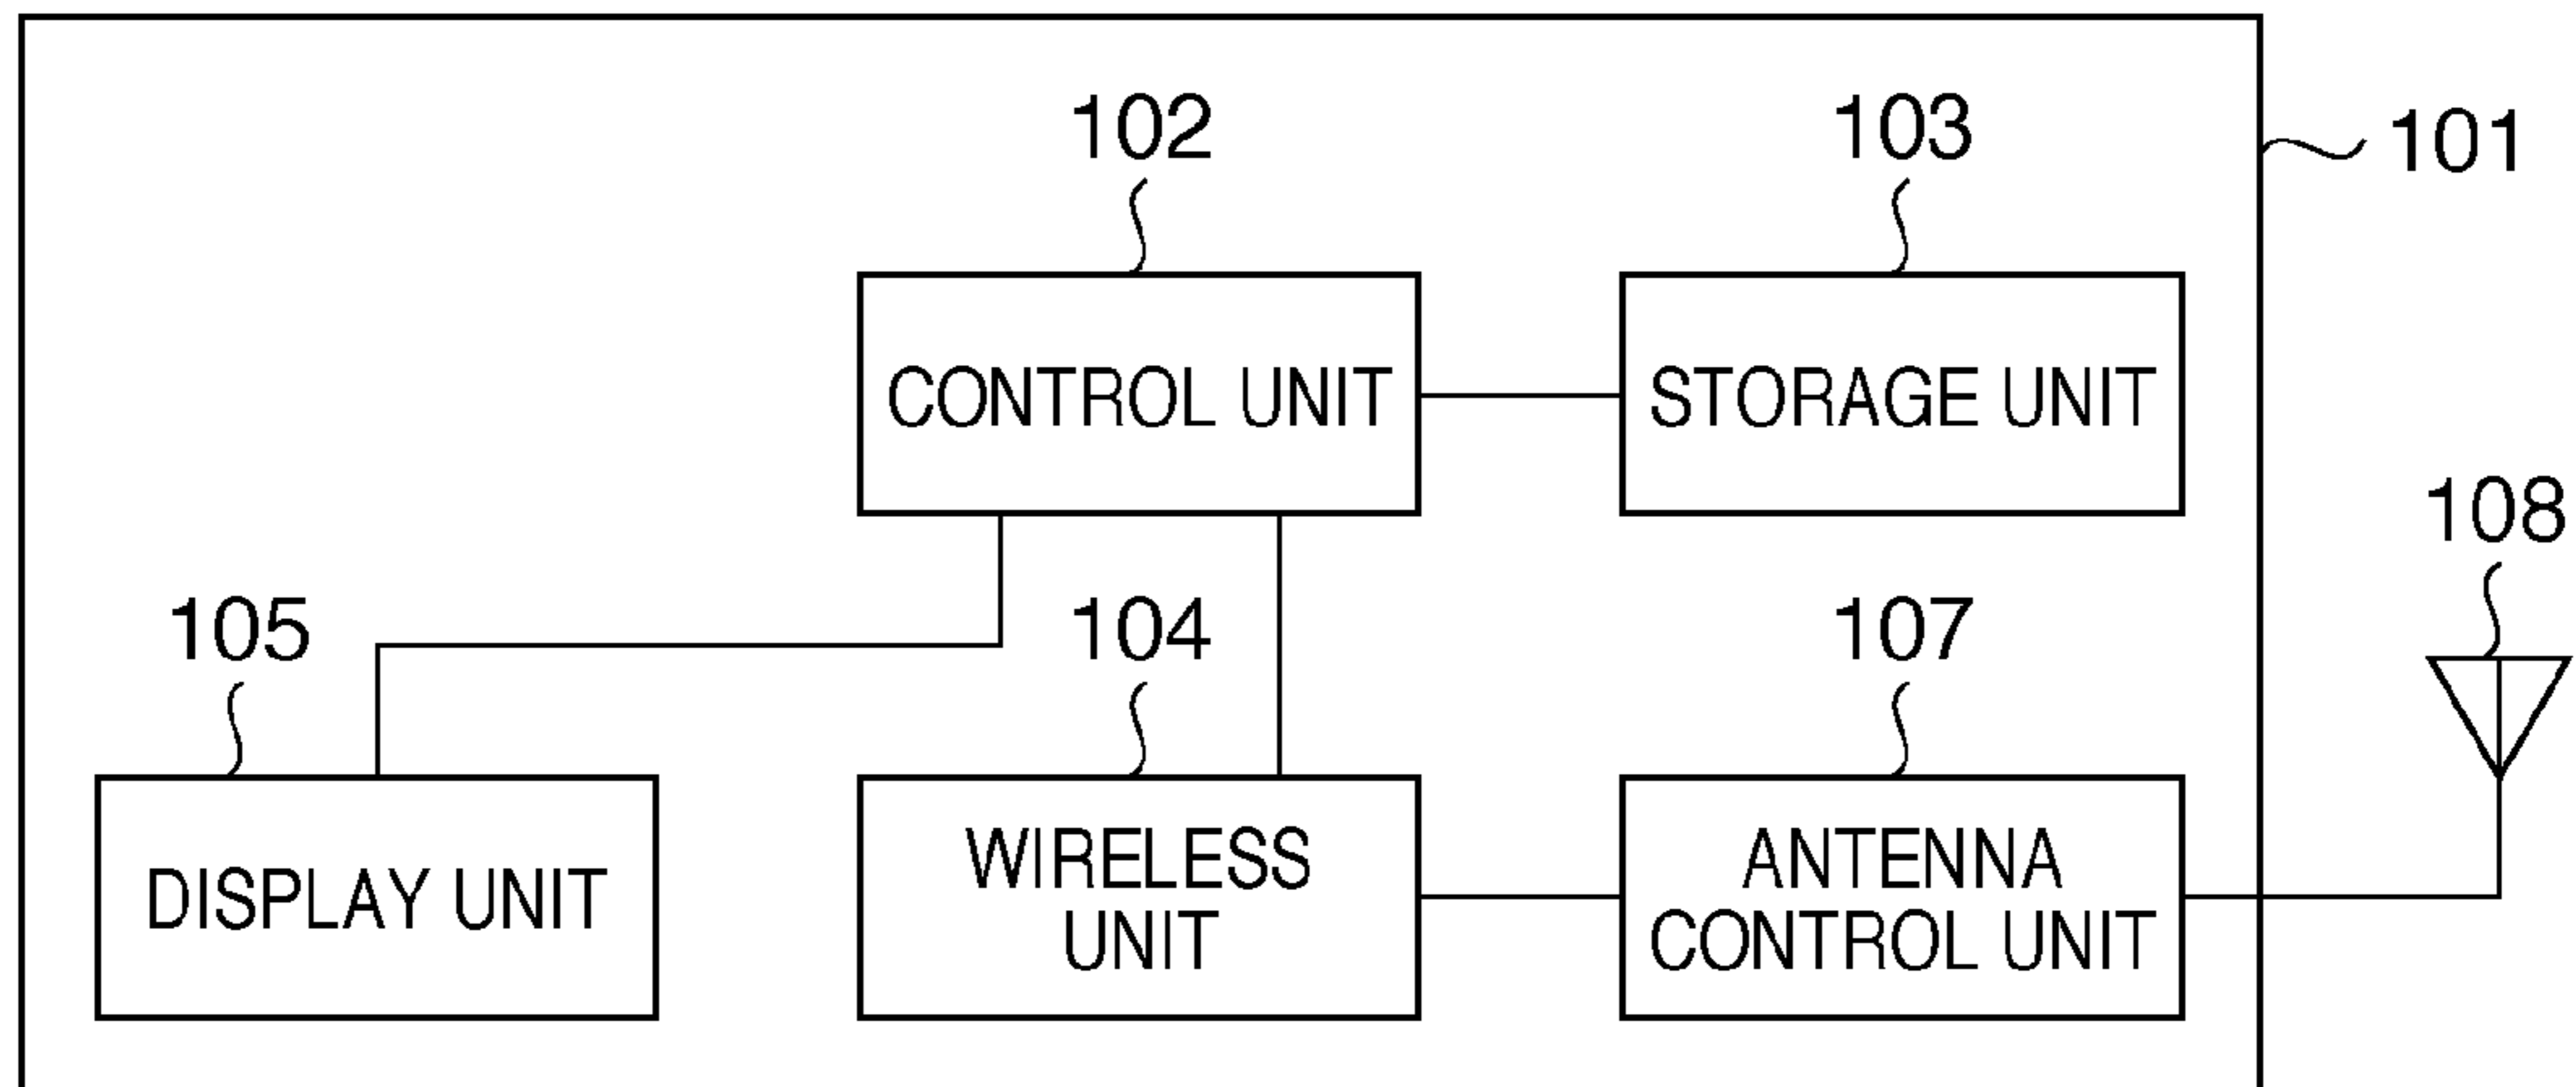 102
103
101
CONTROL UNIT
STORAGE UNIT
108
105
104
107
DISPLAY UNIT
WIRELESS
UNIT
ANTENNA
CONTROL UNIT